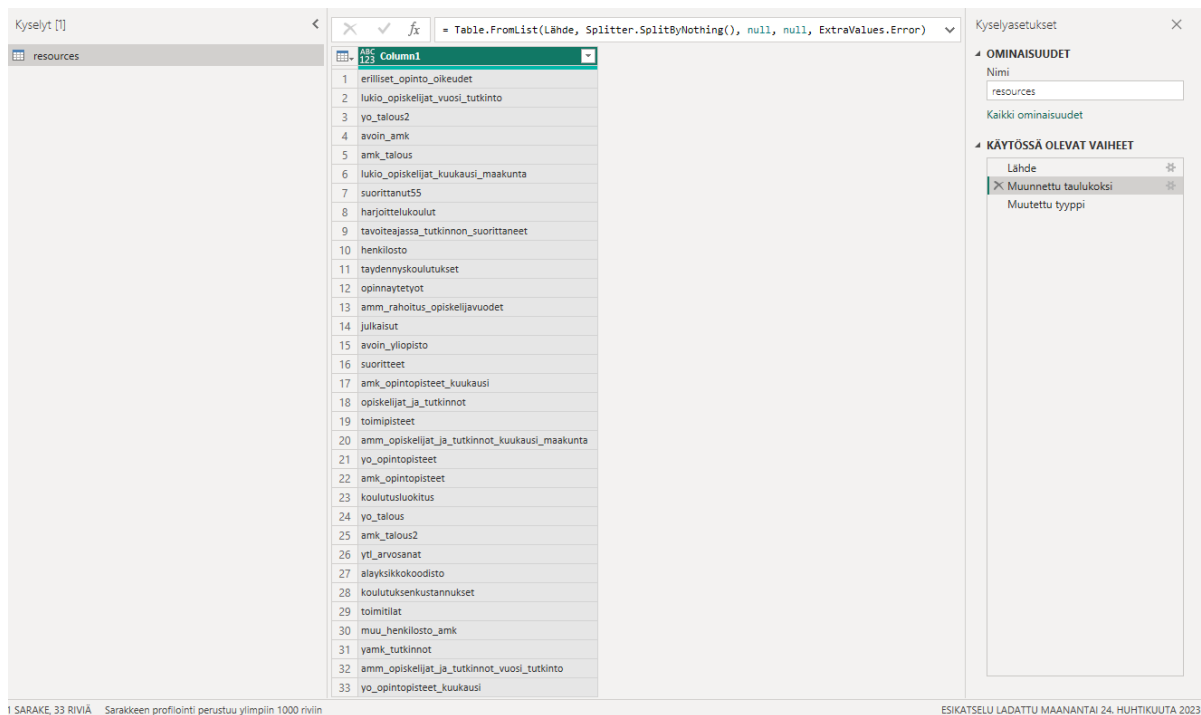 Kyselyt [1]
resources
fx = Table.FromList(Lähde, Splitter.SplitByNothing(), null, null, ExtraValues.Error)
ABC 123 Column1
1 erilliset_opinto_oikeudet
2 lukio_opiskelijat_vuosi_tutkinto
3 yo_talous2
4 avoin_amk
5 amk_talous
6 lukio_opiskelijat_kuukausi_maakunta
7 suorittanut55
8 harjoittelukoulut
9 tavoiteajassa_tutkinnon_suorittaneet
10 henkilosto
11 taydennyskoulutukset
12 opinnaytetyot
13 amm_rahoitus_opiskelijavuodet
14 julkaisut
15 avoin_yliopisto
16 suoritteet
17 amk_opintopisteet_kuukausi
18 opiskelijat_ja_tutkinnot
19 toimipisteet
20 amm_opiskelijat_ja_tutkinnot_kuukausi_maakunta
21 yo_opintopisteet
22 amk_opintopisteet
23 koulutusluokitus
24 yo_talous
25 amk_talous2
26 ytl_arvosanat
27 alayksikkokoodisto
28 koulutuksenkustannukset
29 toimitilat
30 muu_henkilosto_amk
31 yamk_tutkinnot
32 amm_opiskelijat_ja_tutkinnot_vuosi_tutkinto
33 yo_opintopisteet_kuukausi
Kyselyasetukset
OMINAISUUDET
Nimi
resources
Kaikki ominaisuudet
KÄYTÖSSÄ OLEVAT VAIHEET
Lähde
Muunnettu taulukoksi
Muutettu tyyppi
1 SARAKE, 33 RIVIÄ Sarakkeen profilointi perustuu ylimpiin 1000 riviin
ESIKATSELU LADATTU MAANANTAI 24. HUHTIKUUTA 2023